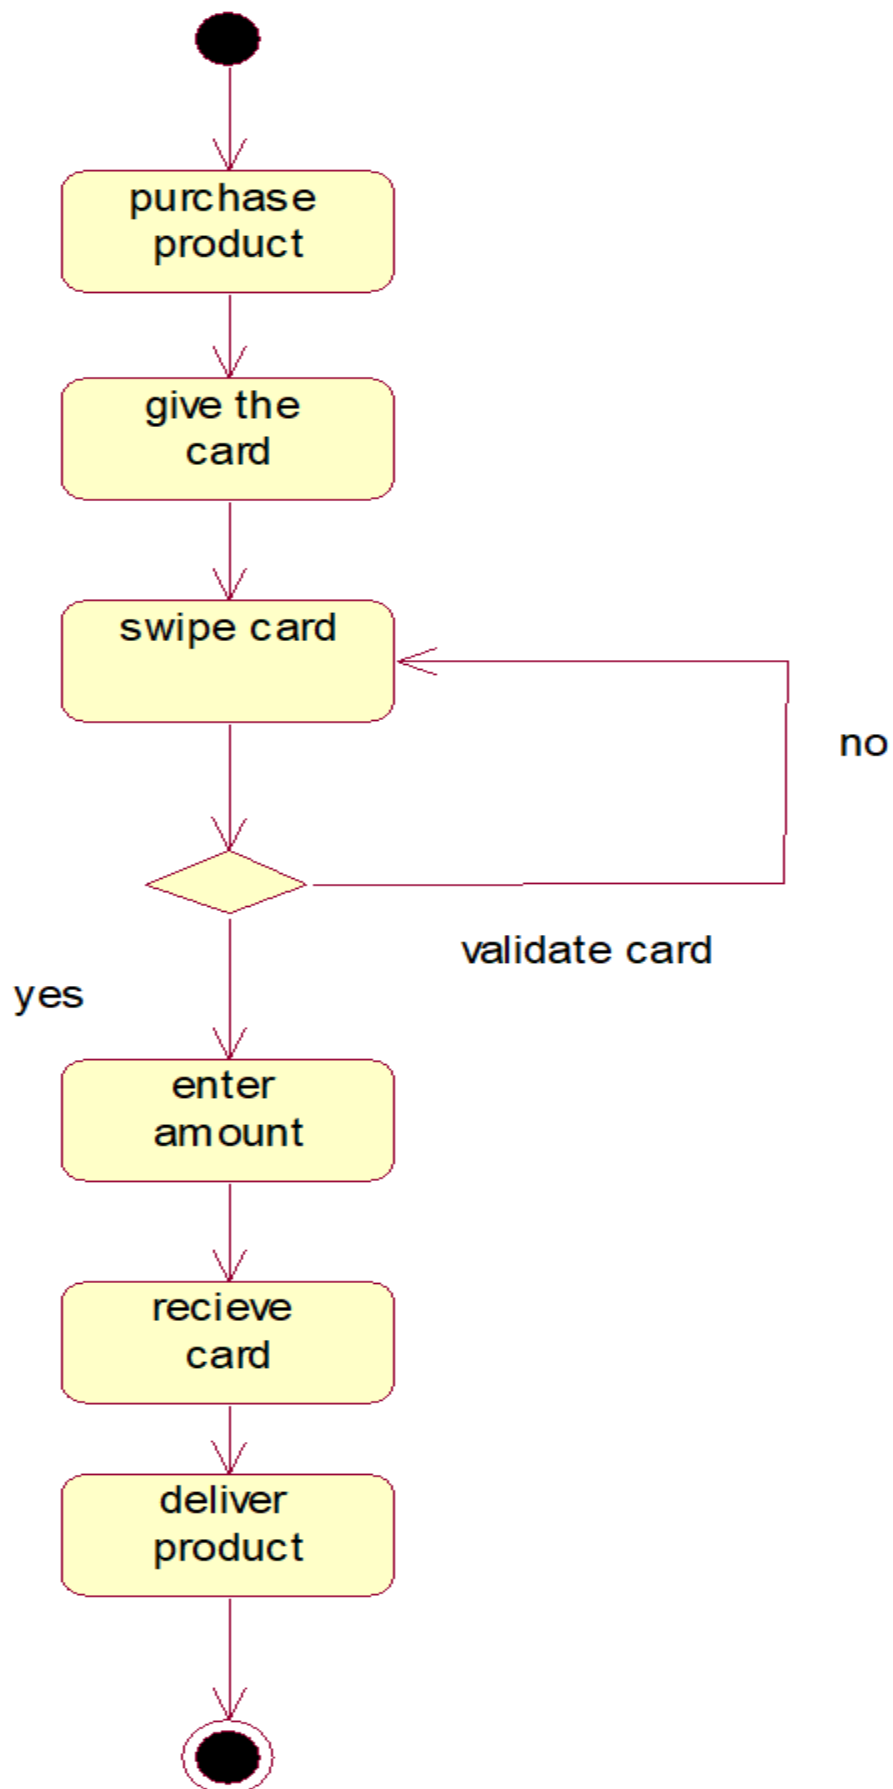 purchase
product
give the
card
swipe card
no
validate card
yes
enter
amount
recieve
card
deliver
product